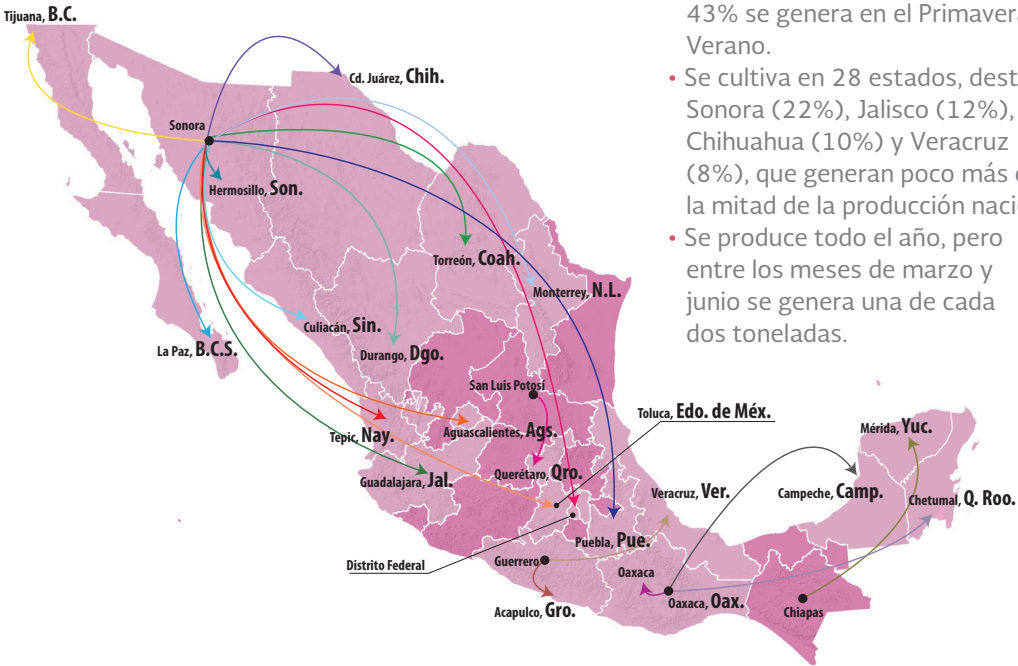 43% se genera en el Primavera
Verano.
• Se cultiva en 28 estados,
Sonora (22%), Jalisco (12%),
Chihuahua (10%) y Veracruz
(8%), que generan poco más
la mitad de la producción
• Se produce todo el año, pero
entre los meses de marzo y
junio se genera una de cada
dos toneladas.
Tijuana, B.C.
Cd. Juárez, Chih.
Sonora
Hermosillo, Son.
Torreón, Coah.
Monterrey, N.L.
Culiacán, Sin.
La Paz, B.C.S.
Durango, Dgo.
San Luis Potosí
Toluca, Edo. de Méx.
Tepic, Nay.
Aguascalientes, Ags.
Mérida, Yuc.
Guadalajara, Jal.
Querétaro, Qro.
Veracruz, Ver.
Campeche, Camp.
Chetumal, Q. Roo.
Puebla, Pue.
Distrito Federal
Guerrero
Oaxaca
Acapulco, Gro.
Oaxaca, Oax.
Chiapas